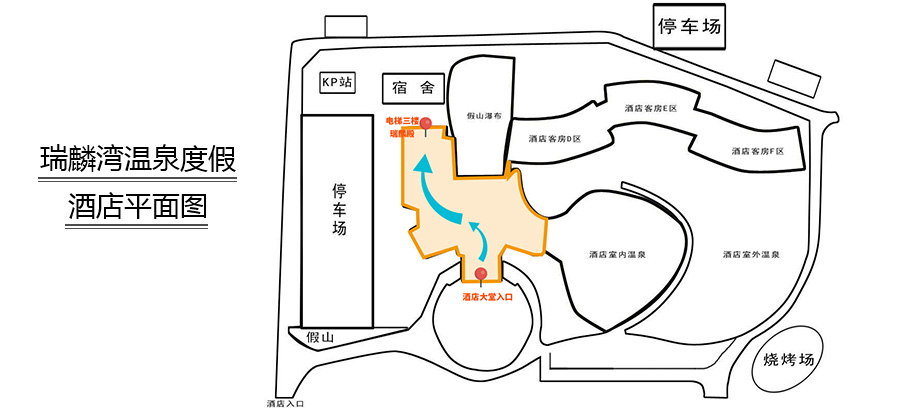 瑞麟湾温泉度假
酒店平面图
停车场
KP站
宿舍
假山瀑布
酒店客房E区
酒店客房D区
酒店客房F区
电梯三楼
瑞麟殿
停车场
酒店室内温泉
酒店室外温泉
酒店大堂入口
假山
烧烤场
酒店入口